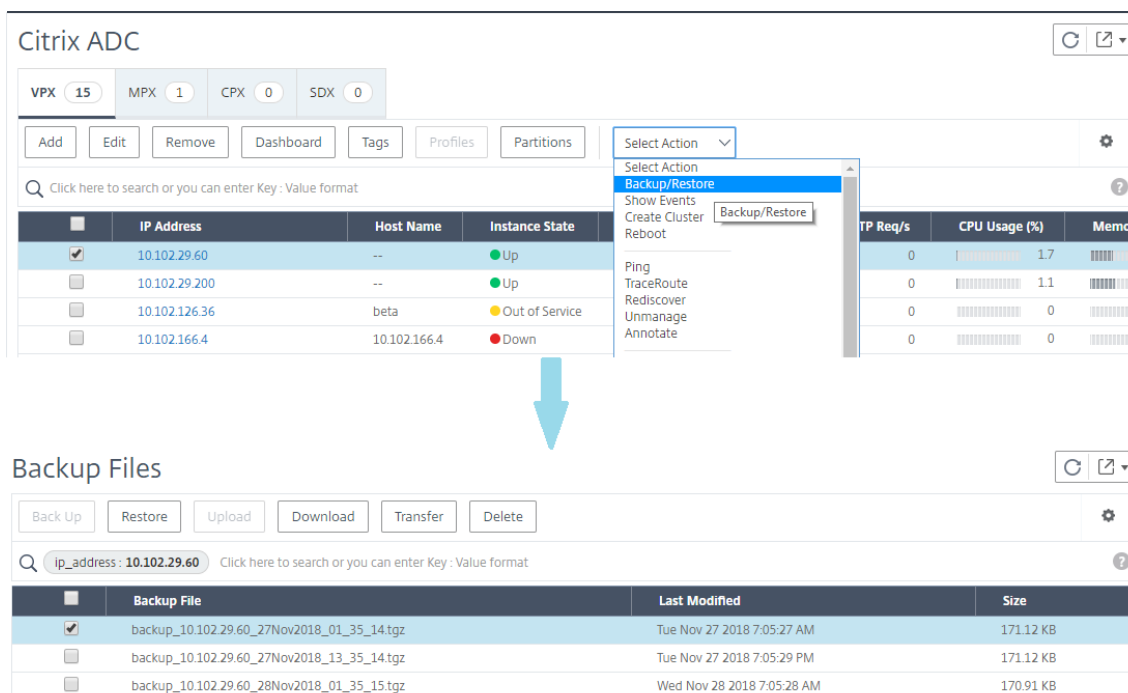 Citrix ADC
VPX 15 MPX 1 CPX 0 SDX 0
Add Edit Remove Dashboard Tags Profiles Partitions Select Action
Click here to search or you can enter Key : Value format ?
Select Action
Backup/Restore
Show Events
Create Cluster
Backup/Restore
Reboot
Ping
TraceRoute
Rediscover
Unmanage
Annotate
IP Address Host Name Instance State TP Req/s CPU Usage (%) Memo
10.102.29.60 -- Up 0 1.7
10.102.29.200 -- Up 0 1.1
10.102.126.36 beta Out of Service 0 0
10.102.166.4 10.102.166.4 Down 0 0
Backup Files
Back Up Restore Upload Download Transfer Delete
ip_address : 10.102.29.60 Click here to search or you can enter Key : Value format ?
Backup File Last Modified Size
backup_10.102.29.60_27Nov2018_01_35_14.tgz Tue Nov 27 2018 7:05:27 AM 171.12 KB
backup_10.102.29.60_27Nov2018_13_35_14.tgz Tue Nov 27 2018 7:05:29 PM 171.12 KB
backup_10.102.29.60_28Nov2018_01_35_15.tgz Wed Nov 28 2018 7:05:28 AM 170.91 KB